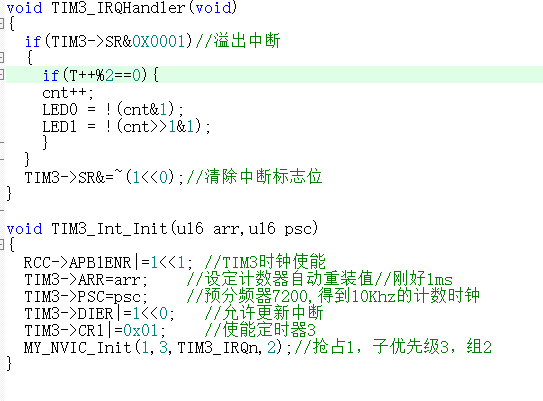 void TIM3_IRQHandler(void)
{
if(TIM3->SR&0X0001)//溢出中断
{
if(T++%2==0){
cnt++;
LED0 = !(cnt&1);
LED1 = !(cnt>>1&1);
}
}
TIM3->SR&=~(1<<0);//清除中断标志位
}
void TIM3_Int_Init(u16 arr,u16 psc)
{
RCC->APB1ENR|=1<<1; //TIM3时钟使能
TIM3->ARR=arr; //设定计数器自动重装值//刚好1ms
TIM3->PSC=psc; //预分频器7200,得到10Khz的计数时钟
TIM3->DIER|=1<<0; //允许更新中断
TIM3->CR1|=0x01; //使能定时器3
MY_NVIC_Init(1,3,TIM3_IRQn,2);//抢占1，子优先级3，组2
}